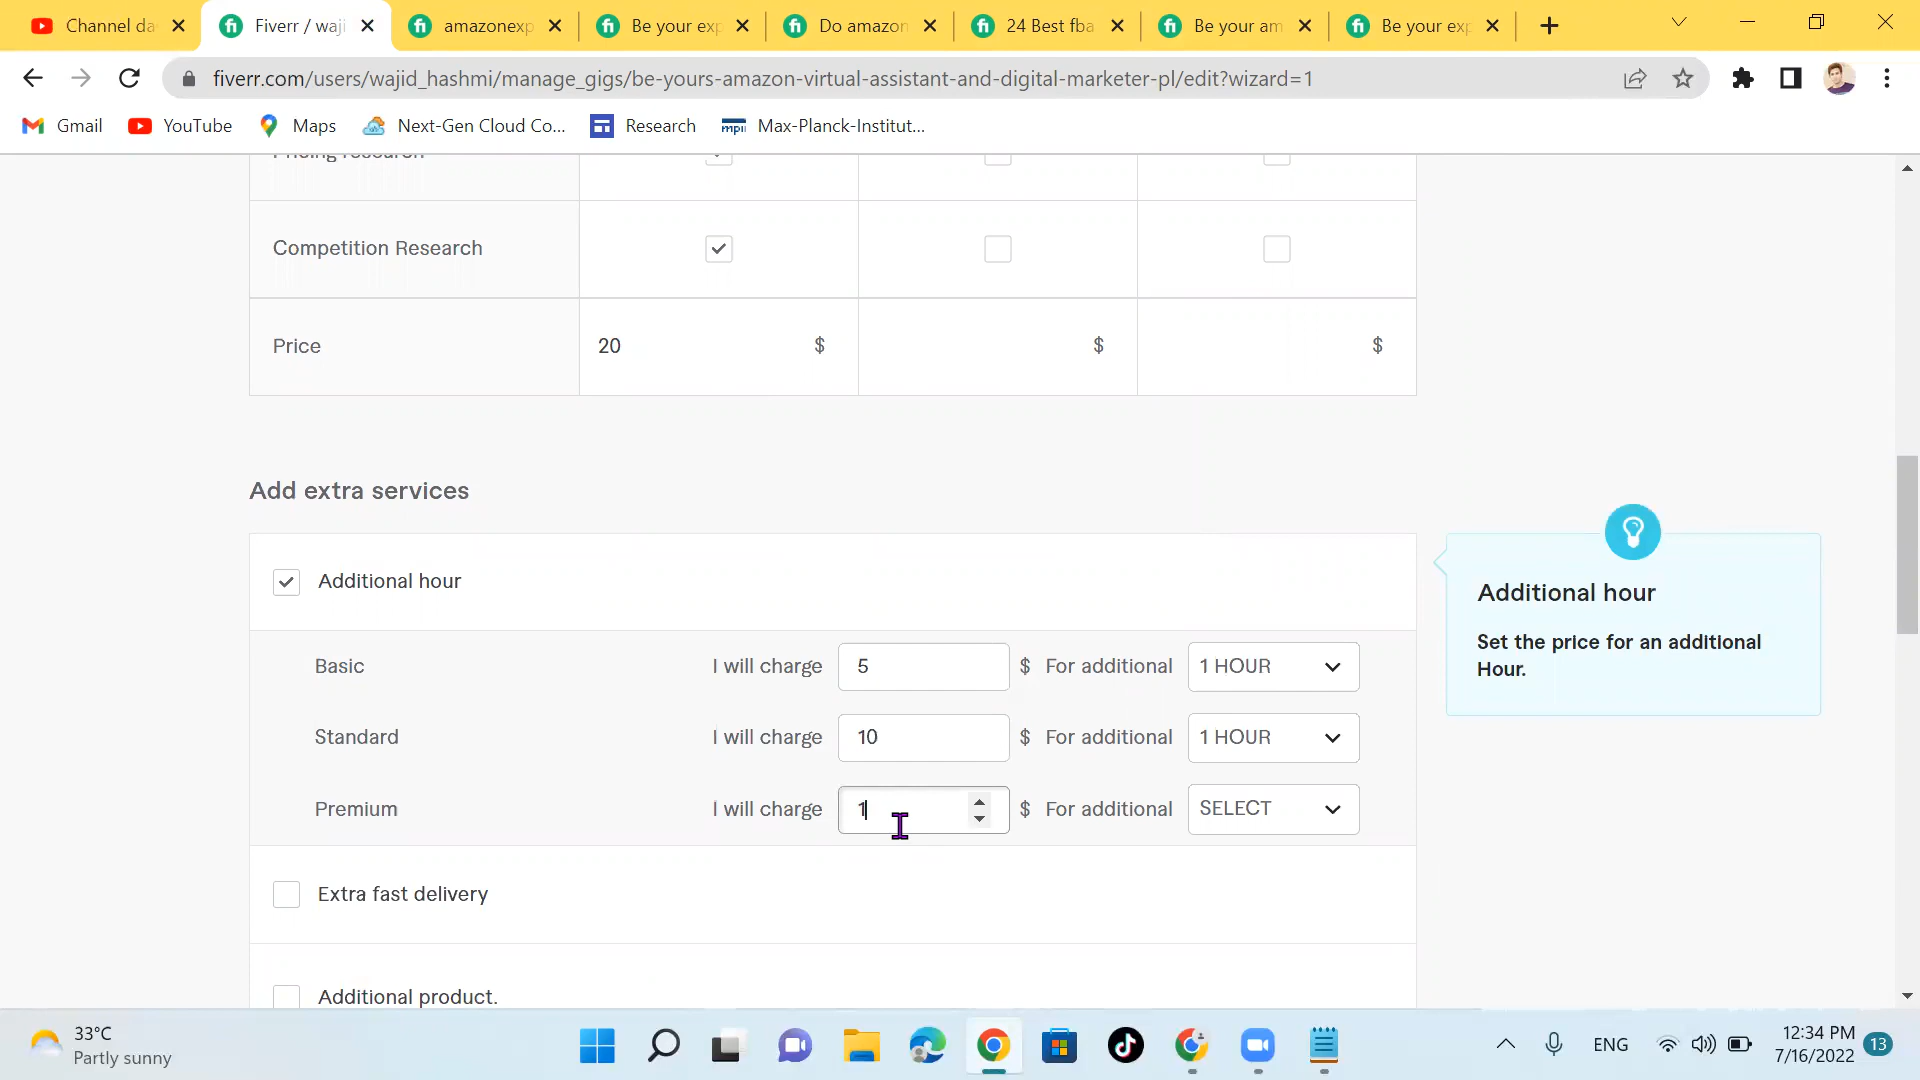 Channel da
Fiverr / waji
amazonexp
Be your exp
Do amazon
24 Best fba
Be your am
Be your exp
fiverr.com/users/wajid_hashmi/manage_gigs/be-yours-amazon-virtual-assistant-and-digital-marketer-pl/edit?wizard=1
Gmail
YouTube
Maps
Next-Gen Cloud Co...
Research
mpii
Max-Planck-Institut...
Pricing research
Competition Research
Price
20 $
$
$
Add extra services
Additional hour
Basic
I will charge 5 $ For additional 1 HOUR
Standard
I will charge 10 $ For additional 1 HOUR
Premium
I will charge 1 $ For additional SELECT
Extra fast delivery
Additional product.
Additional hour
Set the price for an additional
Hour.
33°C
Partly sunny
ENG
12:34 PM
7/16/2022
13